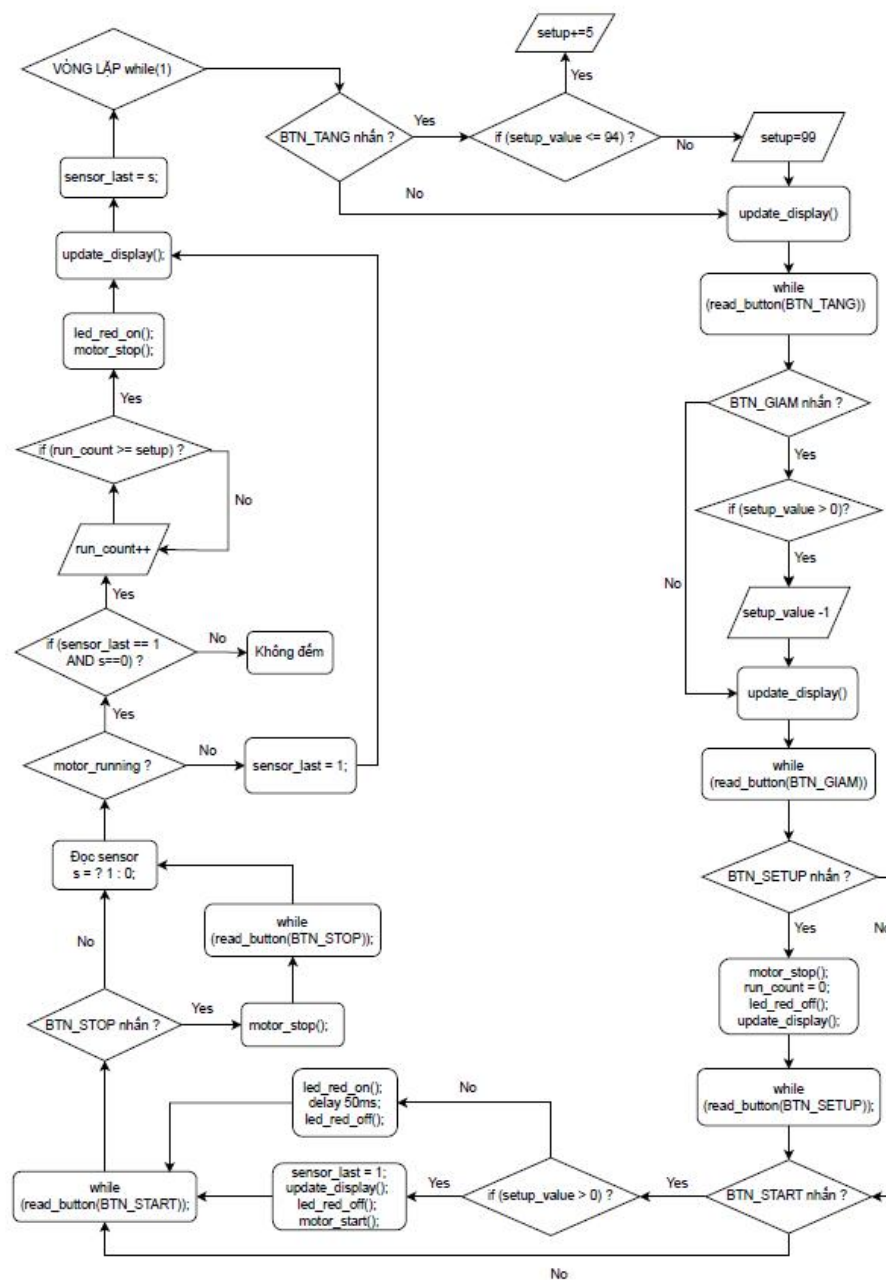 VÒNG LẶP while(1)
BTN_TANG nhấn ?
Yes
if (setup_value <= 94) ?
Yes
setup+=5
No
setup=99
No
update_display()
while
(read_button(BTN_TANG))
BTN_GIAM nhấn ?
Yes
if (setup_value > 0)?
Yes
setup_value -1
No
update_display()
while
(read_button(BTN_GIAM))
BTN_SETUP nhấn ?
No
Yes
motor_stop();
run_count = 0;
led_red_off();
update_display();
while
(read_button(BTN_SETUP));
BTN_START nhấn ?
Yes
No
if (setup_value > 0) ?
No
led_red_on();
delay 50ms;
led_red_off();
Yes
sensor_last = 1;
update_display();
led_red_off();
motor_start();
while
(read_button(BTN_START));
BTN_STOP nhấn ?
Yes
motor_stop();
while
(read_button(BTN_STOP));
No
Đọc sensor
s = ? 1 : 0;
motor_running ?
No
sensor_last = 1;
Yes
if (sensor_last == 1
AND s==0) ?
No
Không đếm
Yes
run_count++
if (run_count >= setup) ?
No
Yes
led_red_on();
motor_stop();
update_display();
sensor_last = s;